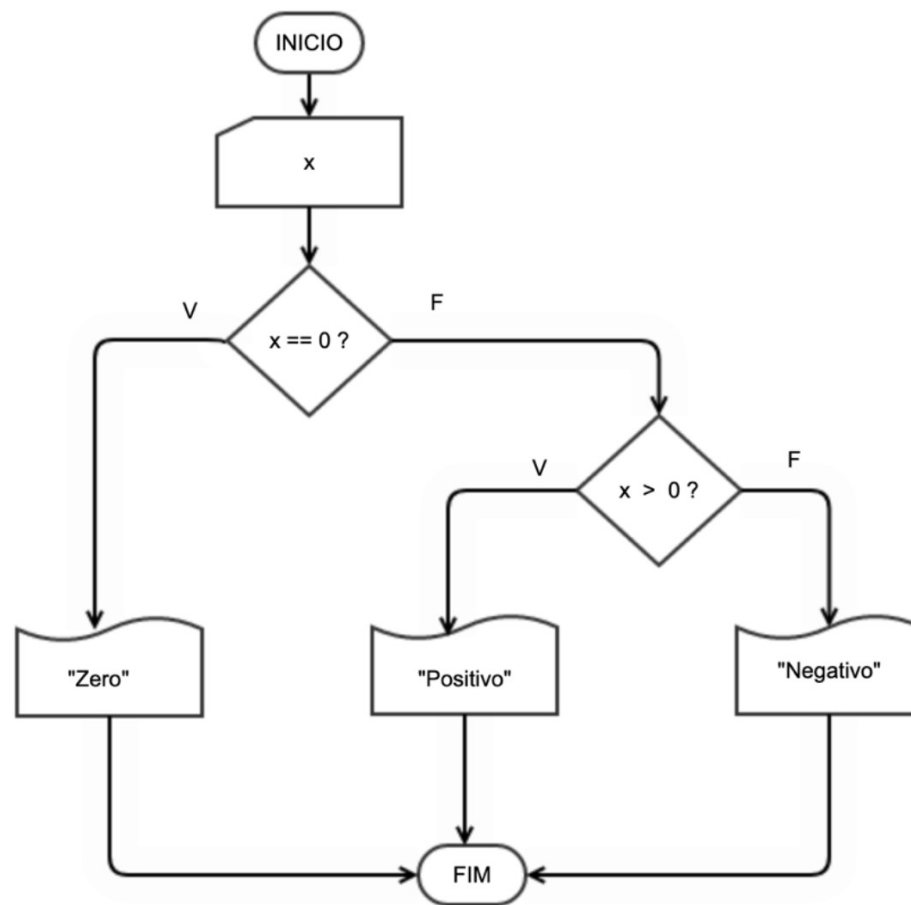 INICIO
x
V
F
x == 0 ?
V
F
x > 0 ?
"Zero"
"Positivo"
"Negativo"
FIM